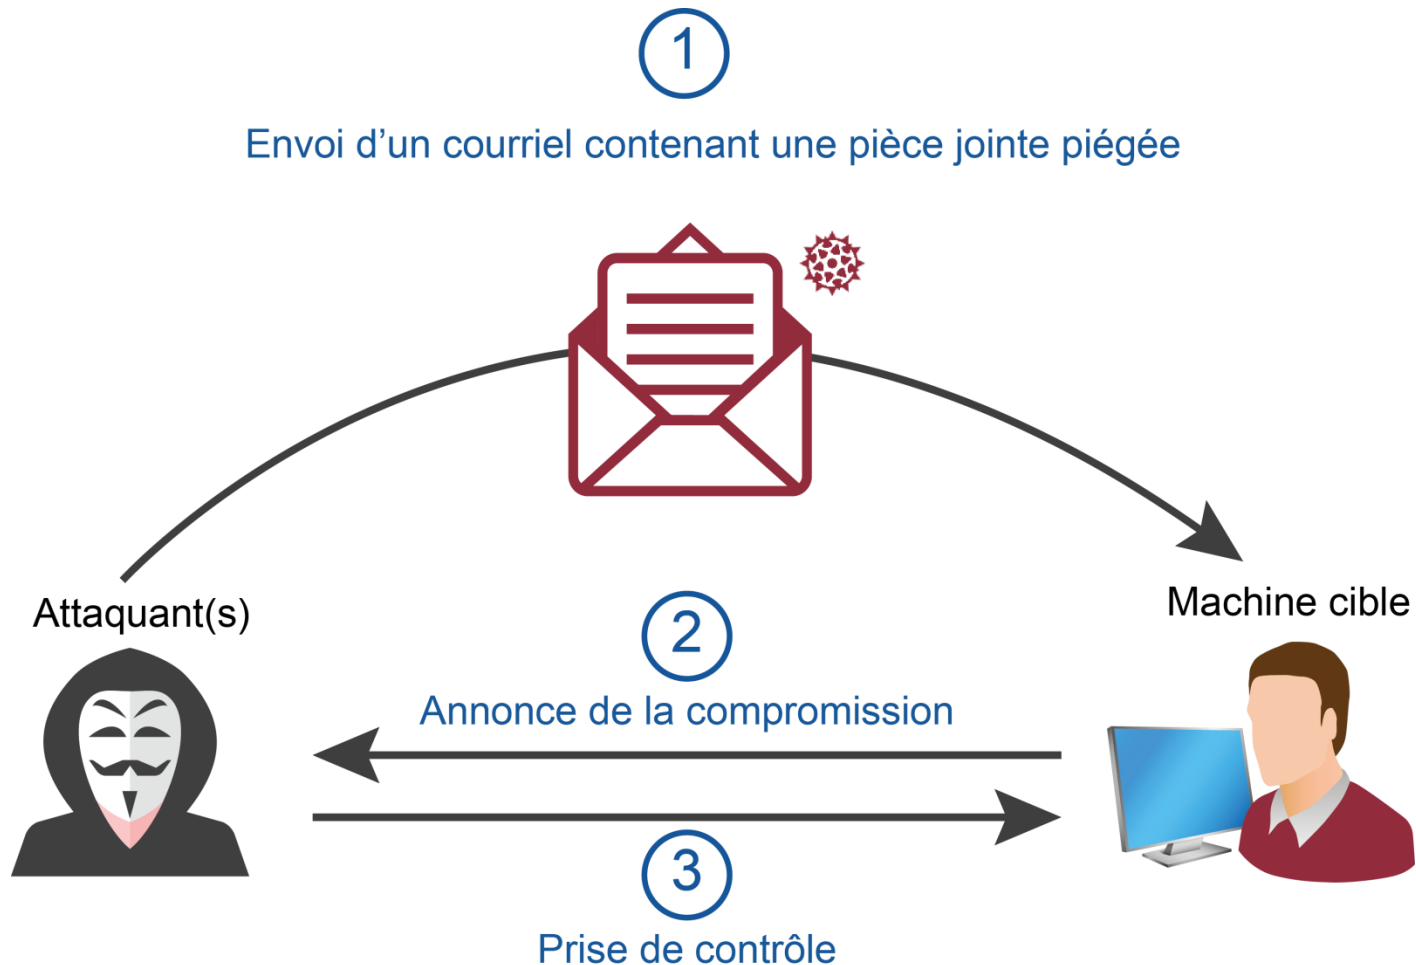 1
Envoi d’un courriel contenant une pièce jointe piégée
Attaquant(s)
Machine cible
2
Annonce de la compromission
3
Prise de contrôle